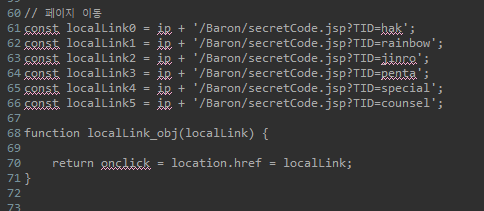 60 // 페이지 이동
61 const localLink0 = ip + '/Baron/secretCode.jsp?TID=hak';
62 const localLink1 = ip + '/Baron/secretCode.jsp?TID=rainbow';
63 const localLink2 = ip + '/Baron/secretCode.jsp?TID=jinro';
64 const localLink3 = ip + '/Baron/secretCode.jsp?TID=penta';
65 const localLink4 = ip + '/Baron/secretCode.jsp?TID=special';
66 const localLink5 = ip + '/Baron/secretCode.jsp?TID=counsel';
67
68 function localLink_obj(localLink) {
69
70     return onclick = location.href = localLink;
71 }
72
73